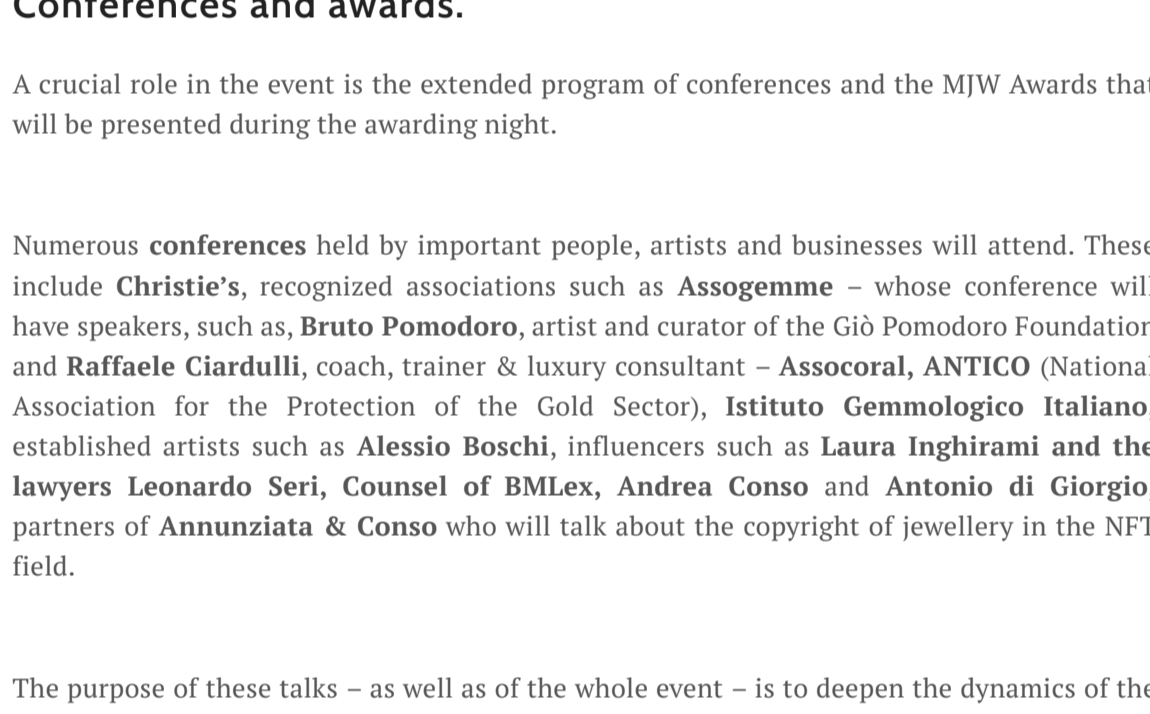 Conferences and awards.
A crucial role in the event is the extended program of conferences and the MJW Awards that
will be presented during the awarding night.
Numerous conferences held by important people, artists and businesses will attend. These
include Christie’s, recognized associations such as Assogemme – whose conference will
have speakers, such as, Bruto Pomodoro, artist and curator of the Giò Pomodoro Foundation
and Raffaele Ciardulli, coach, trainer & luxury consultant – Assocoral, ANTICO (National
Association for the Protection of the Gold Sector), Istituto Gemmologico Italiano,
established artists such as Alessio Boschi, influencers such as Laura Inghirami and the
lawyers Leonardo Seri, Counsel of BMLex, Andrea Conso and Antonio di Giorgio,
partners of Annunziata & Conso who will talk about the copyright of jewellery in the NFT
field.
The purpose of these talks – as well as of the whole event – is to deepen the dynamics of the